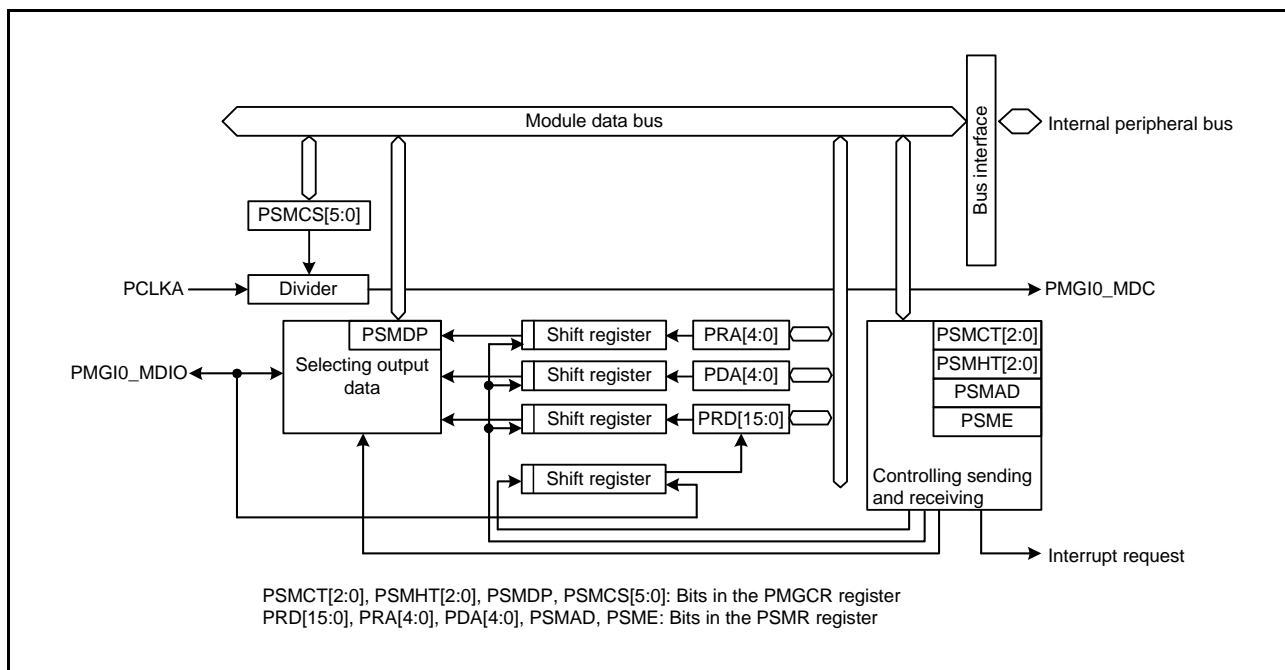 Module data bus
Bus interface
Internal peripheral bus
PSMCS[5:0]
PCLKA
Divider
PMGI0_MDC
PSMDP
Selecting output
data
PMGI0_MDIO
Shift register
PRA[4:0]
Shift register
PDA[4:0]
Shift register
PRD[15:0]
Shift register
PSMCT[2:0]
PSMHT[2:0]
PSMAD
PSME
Controlling sending
and receiving
Interrupt request
PSMCT[2:0], PSMHT[2:0], PSMDP, PSMCS[5:0]: Bits in the PMGCR register
PRD[15:0], PRA[4:0], PDA[4:0], PSMAD, PSME: Bits in the PSMR register